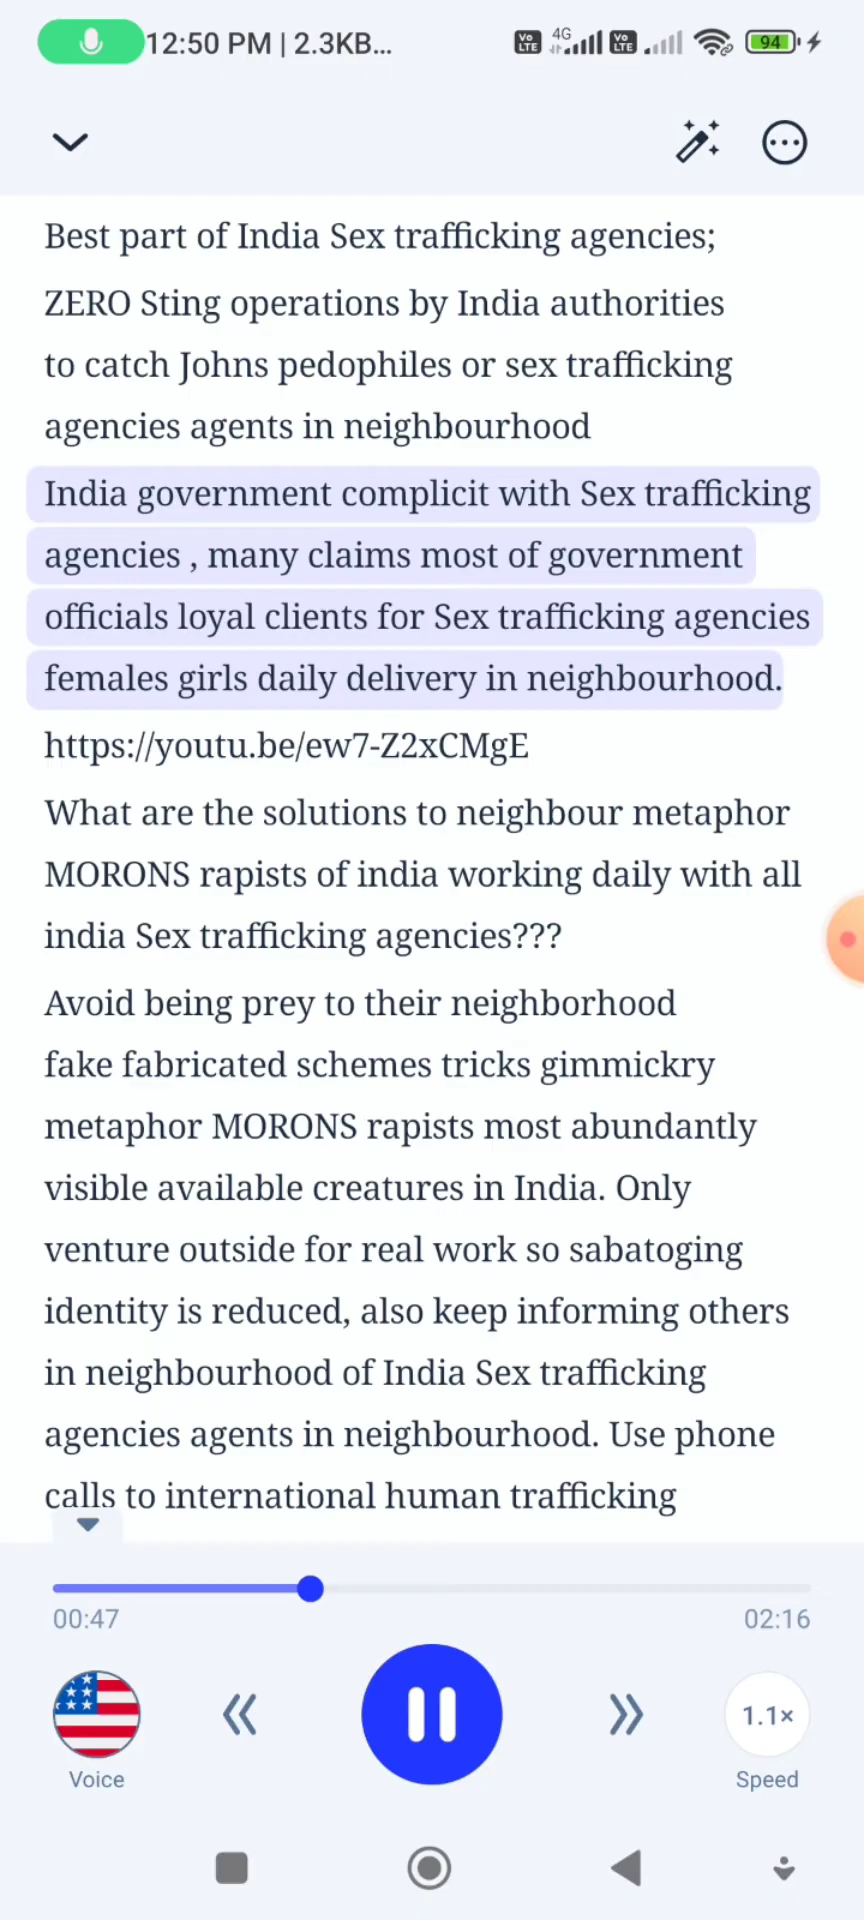 12:50 PM | 2.3KB...
Vo LTE 4G Vo LTE 94
Best part of India Sex trafficking agencies;
ZERO Sting operations by India authorities
to catch Johns pedophiles or sex trafficking
agencies agents in neighbourhood
India government complicit with Sex trafficking
agencies , many claims most of government
officials loyal clients for Sex trafficking agencies
females girls daily delivery in neighbourhood.
https://youtu.be/ew7-Z2xCMgE
What are the solutions to neighbour metaphor
MORONS rapists of india working daily with all
india Sex trafficking agencies???
Avoid being prey to their neighborhood
fake fabricated schemes tricks gimmickry
metaphor MORONS rapists most abundantly
visible available creatures in India. Only
venture outside for real work so sabatoging
identity is reduced, also keep informing others
in neighbourhood of India Sex trafficking
agencies agents in neighbourhood. Use phone
calls to international human trafficking
00:47 02:16
1.1×
Voice Speed